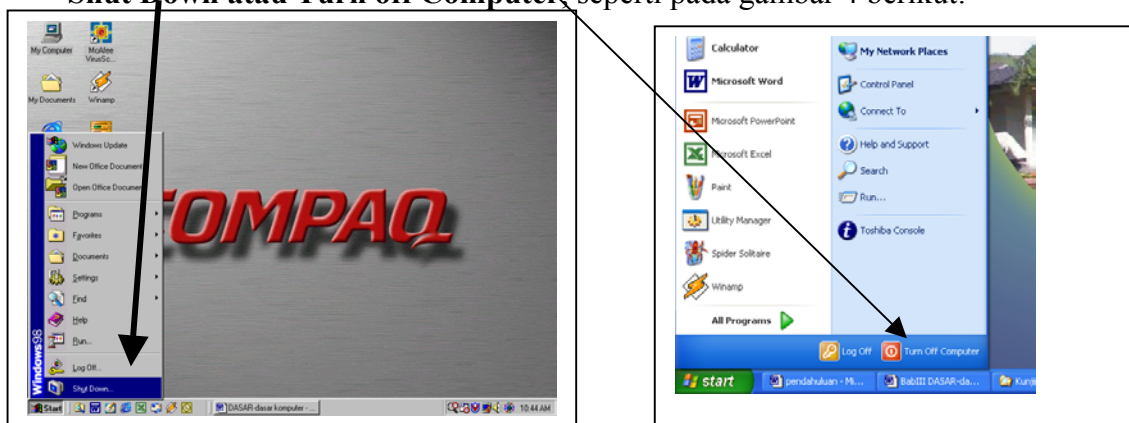 Shut Down atau Turn off Computer, seperti pada gambar 4 berikut:
My Computer
McAfee VirusSc...
My Documents
Winamp
Windows Update
New Office Document
Open Office Document
Programs
Favorites
Documents
Settings
Find
Help
Run...
Log Off...
Shut Down...
Windows98
COMPAQ
Start
DASAR-dasar komputer - ...
10:44 AM
Calculator
Microsoft Word
Microsoft PowerPoint
Microsoft Excel
Paint
Utility Manager
Spider Solitaire
Winamp
All Programs
My Network Places
Control Panel
Connect To
Help and Support
Search
Run...
Toshiba Console
Log Off
Turn Off Computer
start
pendahuluan - Mi...
BabIII DASAR-da...
Kunji